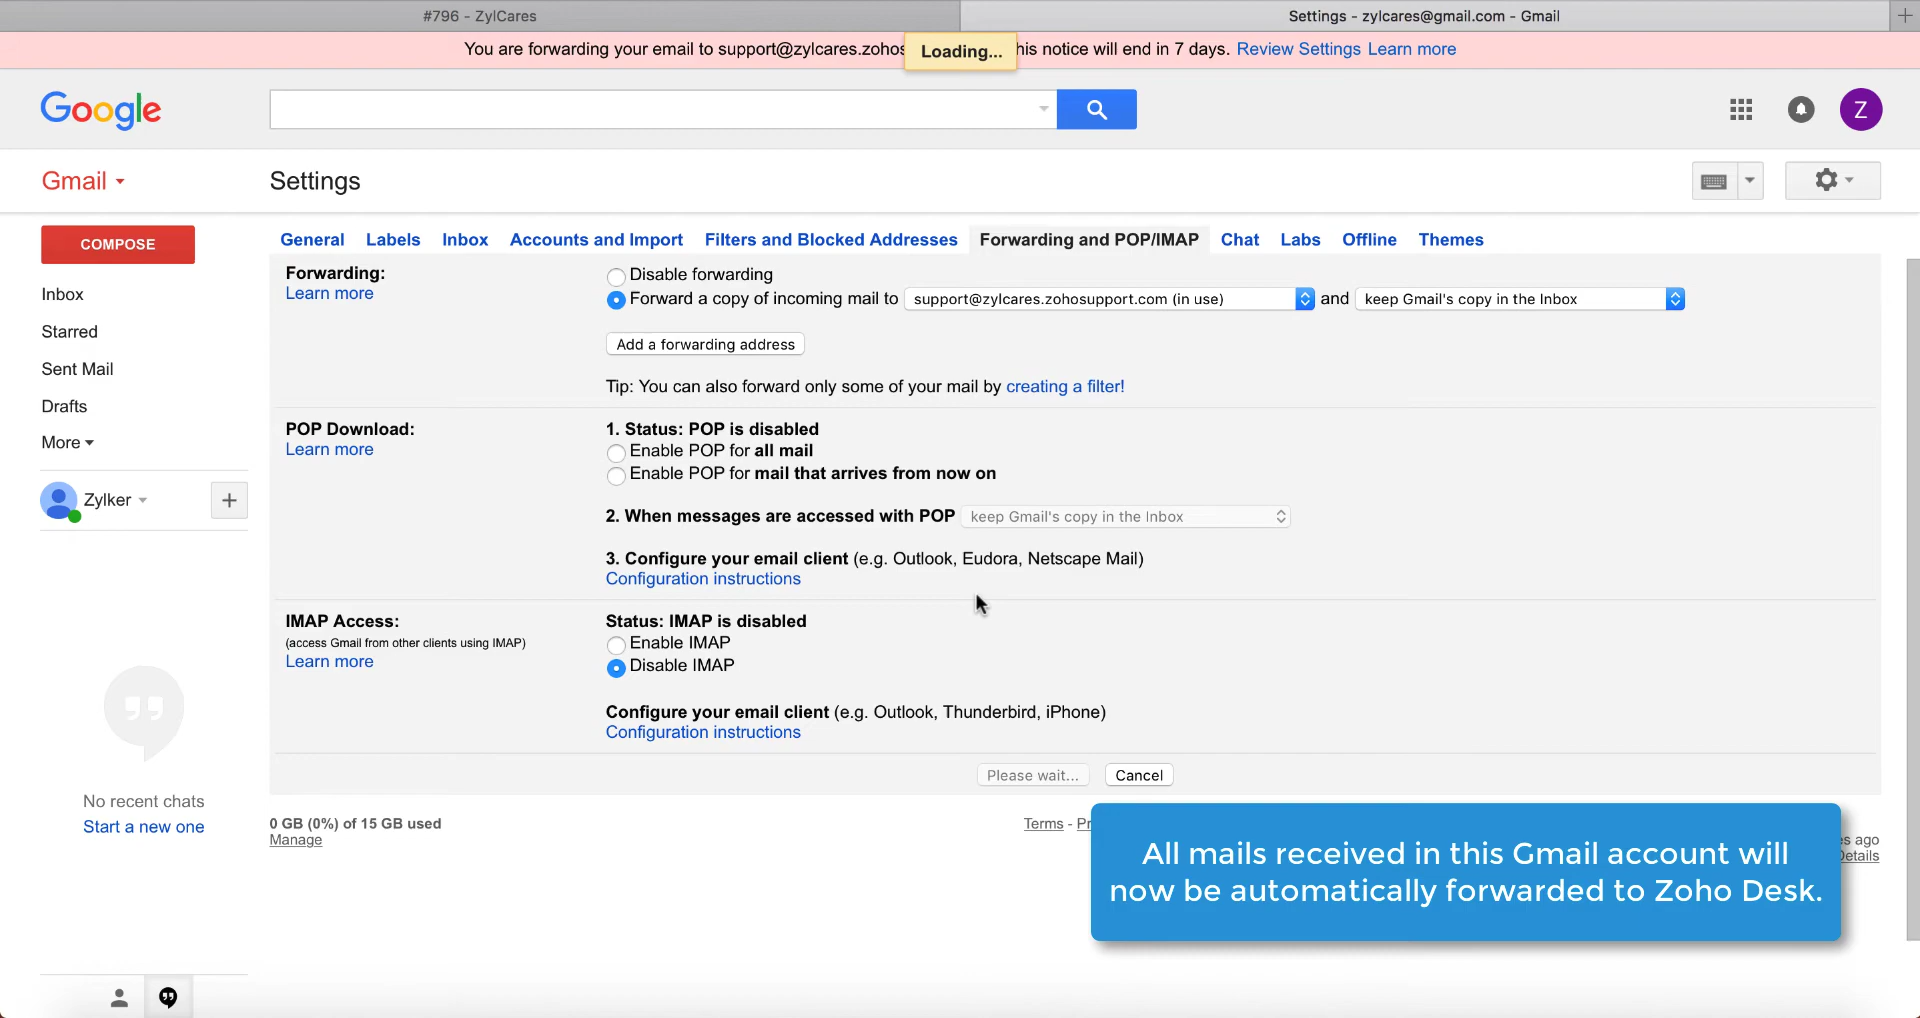 #796 - ZylCares
Settings - zylcares@gmail.com - Gmail
You are forwarding your email to support@zylcares.zohos
Loading...
his notice will end in 7 days. Review Settings Learn more
Google
Z
Gmail
Settings
COMPOSE
Inbox
Starred
Sent Mail
Drafts
More
Zylker
No recent chats
Start a new one
General Labels Inbox Accounts and Import Filters and Blocked Addresses Forwarding and POP/IMAP Chat Labs Offline Themes
Forwarding:
Learn more
Disable forwarding
Forward a copy of incoming mail to support@zylcares.zohosupport.com (in use) and keep Gmail's copy in the Inbox
Add a forwarding address
Tip: You can also forward only some of your mail by creating a filter!
POP Download:
Learn more
1. Status: POP is disabled
Enable POP for all mail
Enable POP for mail that arrives from now on
2. When messages are accessed with POP keep Gmail's copy in the Inbox
3. Configure your email client (e.g. Outlook, Eudora, Netscape Mail)
Configuration instructions
IMAP Access:
(access Gmail from other clients using IMAP)
Learn more
Status: IMAP is disabled
Enable IMAP
Disable IMAP
Configure your email client (e.g. Outlook, Thunderbird, iPhone)
Configuration instructions
Please wait... Cancel
0 GB (0%) of 15 GB used
Manage
Terms - Pr
es ago
Details
All mails received in this Gmail account will
now be automatically forwarded to Zoho Desk.